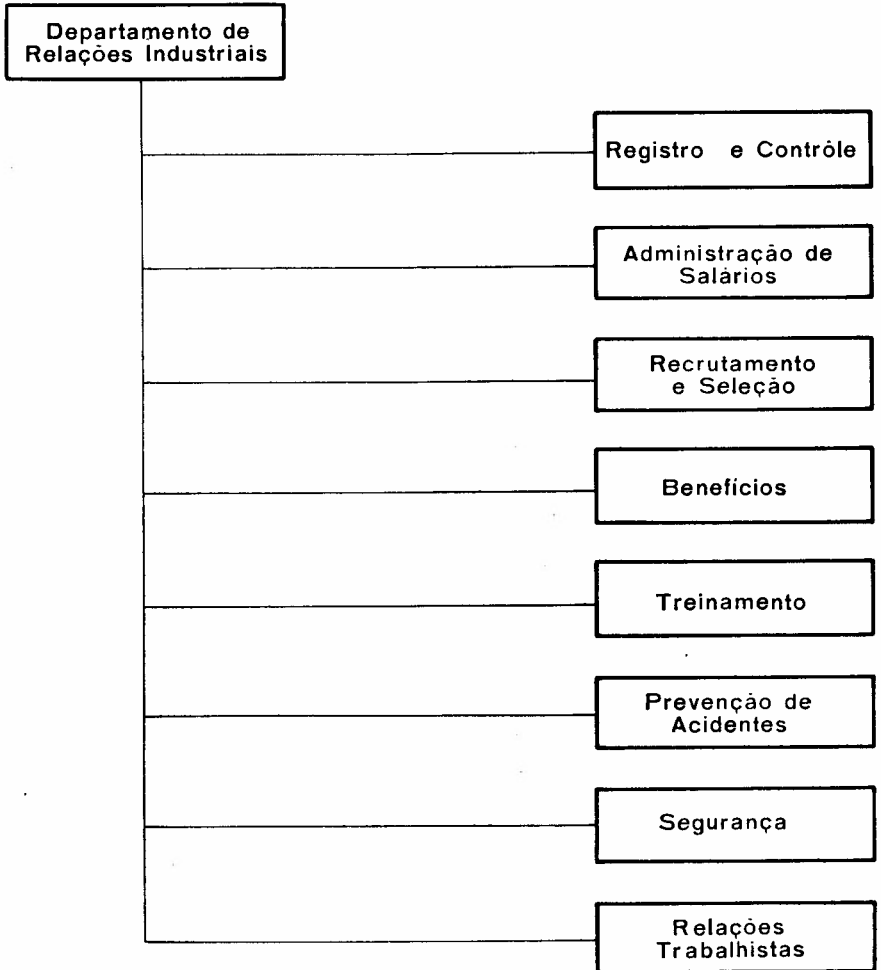 Departamento de
Relações Industriais
Registro e Contrôle
Administração de
Salários
Recrutamento
e Seleção
Benefícios
Treinamento
Prevenção de
Acidentes
Segurança
Relações
Trabalhistas